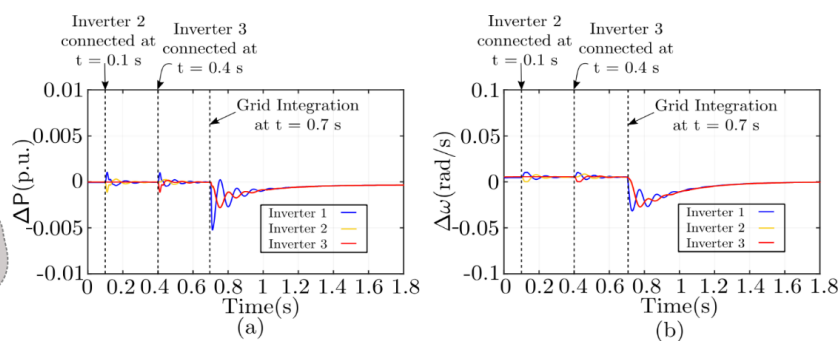 Inverter 2
connected at
t = 0.1 s
Inverter 3
connected at
t = 0.4 s
0.01
0.005
0
-0.005
-0.01
ΔP(p.u.)
Grid Integration
at t = 0.7 s
Inverter 1
Inverter 2
Inverter 3
0 0.2 0.4 0.6 0.8 1 1.2 1.4 1.6 1.8
Time(s)
(a)
Inverter 2
connected at
t = 0.1 s
Inverter 3
connected at
t = 0.4 s
0.1
0.05
0
-0.05
-0.1
Δω(rad/s)
Grid Integration
at t = 0.7 s
Inverter 1
Inverter 2
Inverter 3
0 0.2 0.4 0.6 0.8 1 1.2 1.4 1.6 1.8
Time(s)
(b)